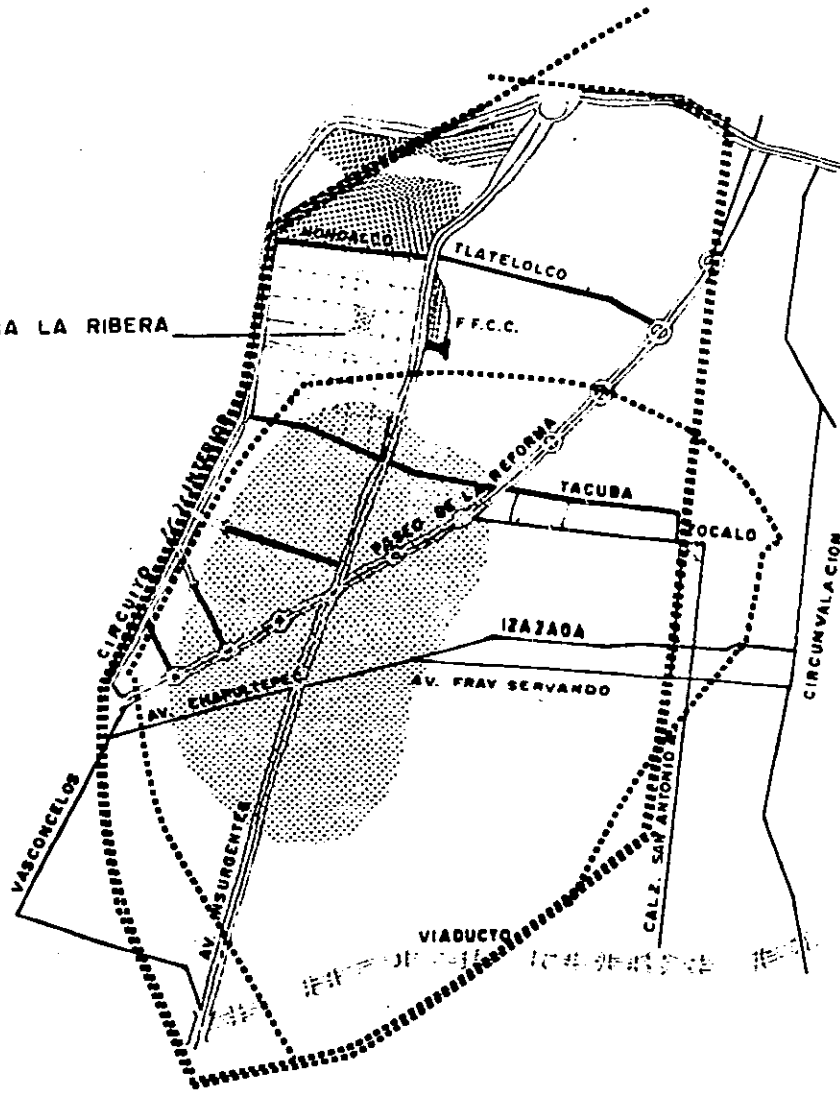 NONOALCO
TLATELOLCO
A LA RIBERA
F F.C.C.
CIRCUITO INTERIOR
PASEO DE LA REFORMA
TACUBA
ZOCALO
IZAZAGA
CIRCUNVALACION
AV. CHAPULTEPEC
AV. FRAY SERVANDO
VASCONCELOS
AV. INSURGENTES
CALZ. SAN ANTONIO A
VIADUCTO